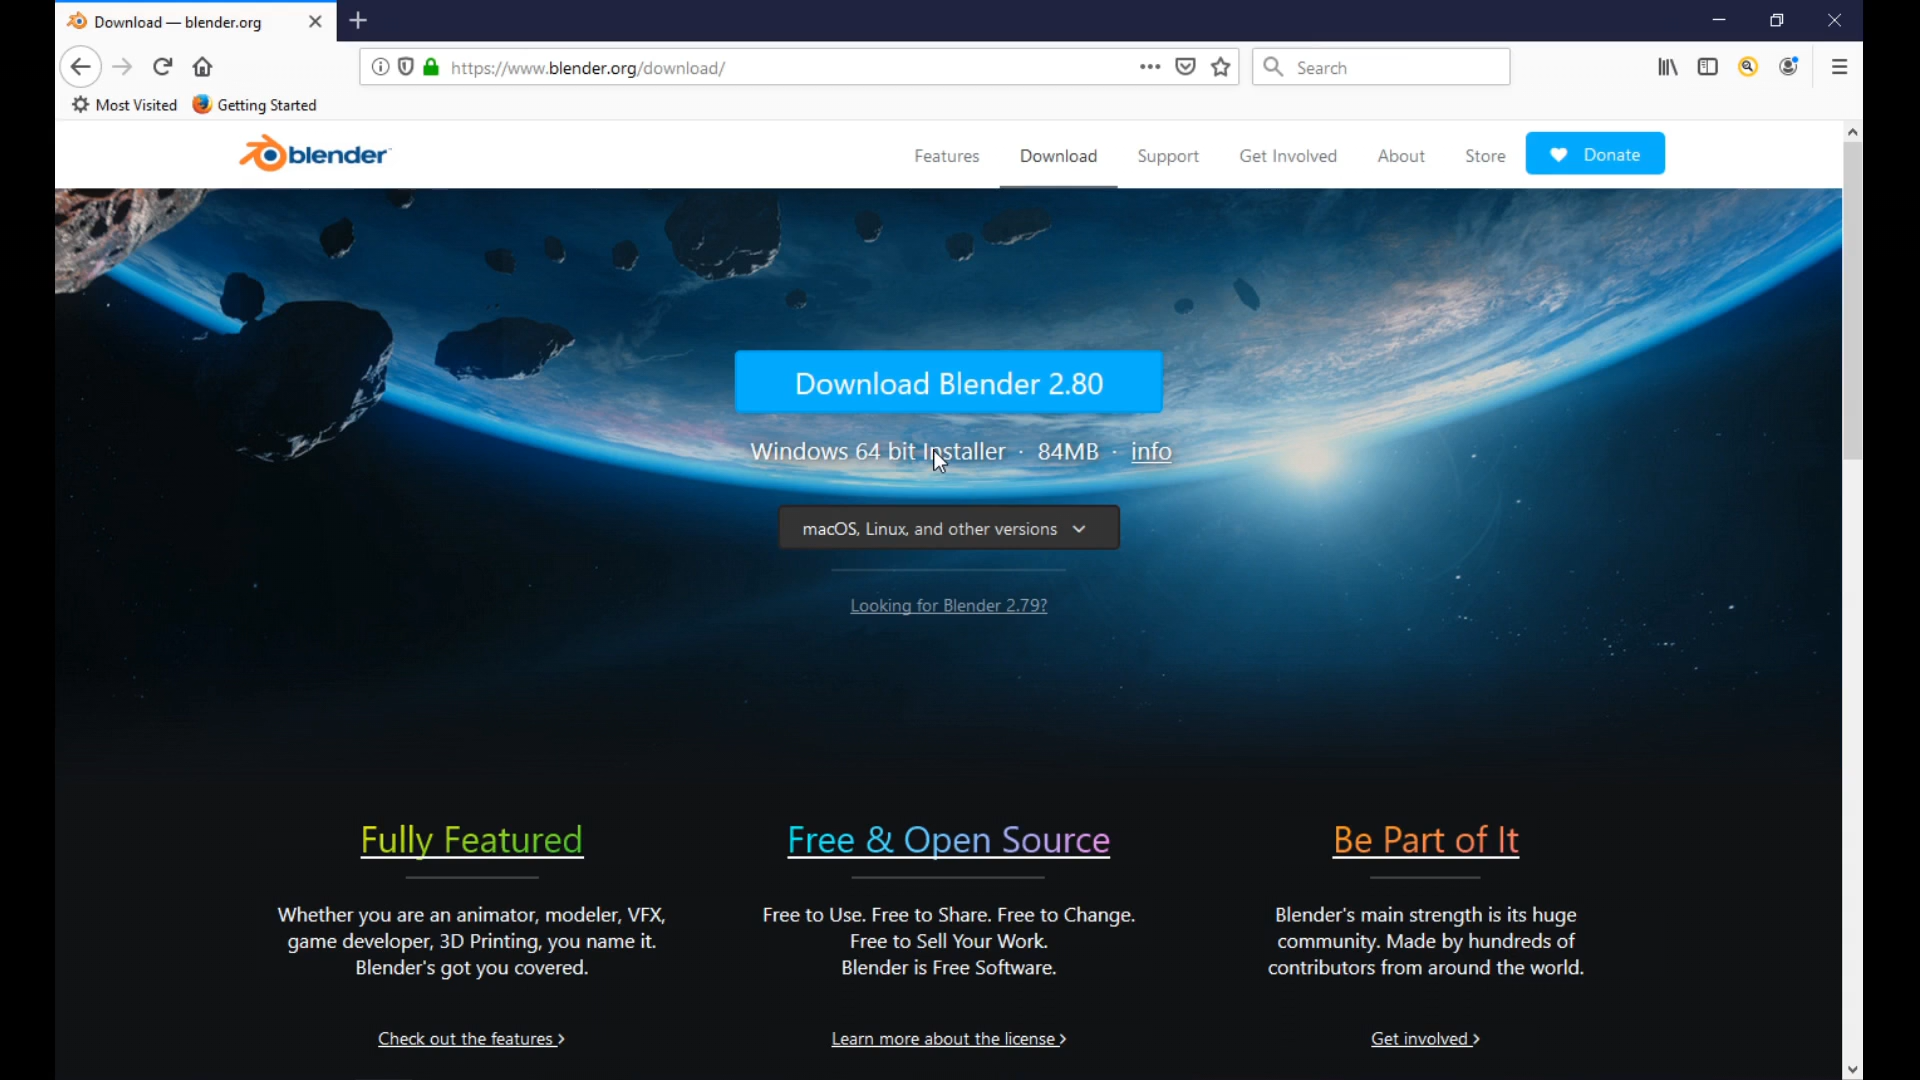 Download — blender.org
https://www.blender.org/download/
Search
Most Visited
Getting Started
blender
Features
Download
Support
Get Involved
About
Store
Donate
Download Blender 2.80
Windows 64 bit Installer · 84MB · info
macOS, Linux, and other versions
Looking for Blender 2.79?
Fully Featured
Whether you are an animator, modeler, VFX,
game developer, 3D Printing, you name it.
Blender's got you covered.
Check out the features >
Free & Open Source
Free to Use. Free to Share. Free to Change.
Free to Sell Your Work.
Blender is Free Software.
Learn more about the license >
Be Part of It
Blender's main strength is its huge
community. Made by hundreds of
contributors from around the world.
Get involved >